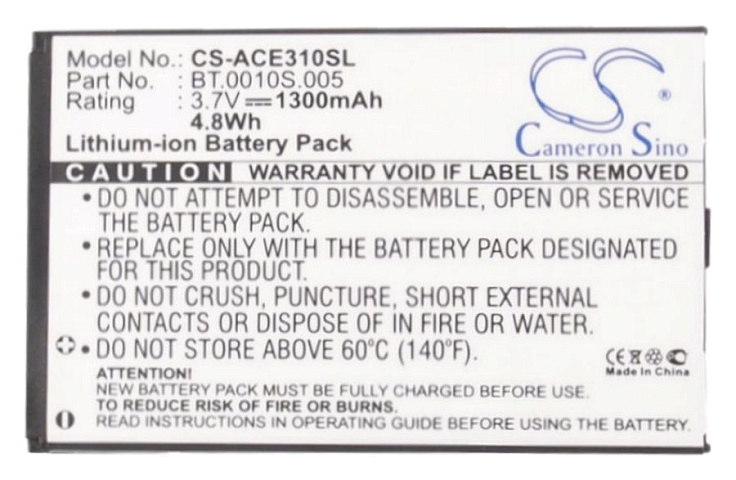 Model No.: CS-ACE310SL
Part No. : BT.0010S.005
Rating : 3.7V 1300mAh
4.8Wh
Lithium-ion Battery Pack
CS ®
Cameron Sino
CAUTION WARRANTY VOID IF LABEL IS REMOVED
• DO NOT ATTEMPT TO DISASSEMBLE, OPEN OR SERVICE
THE BATTERY PACK.
• REPLACE ONLY WITH THE BATTERY PACK DESIGNATED
FOR THIS PRODUCT.
• DO NOT CRUSH, PUNCTURE, SHORT EXTERNAL
CONTACTS OR DISPOSE OF IN FIRE OR WATER.
• DO NOT STORE ABOVE 60°C (140°F).
CE
Made in China
ATTENTION!
NEW BATTERY PACK MUST BE FULLY CHARGED BEFORE USE.
TO REDUCE RISK OF FIRE OR BURNS.
READ INSTRUCTIONS IN OPERATING GUIDE BEFORE USING THE BATTERY.